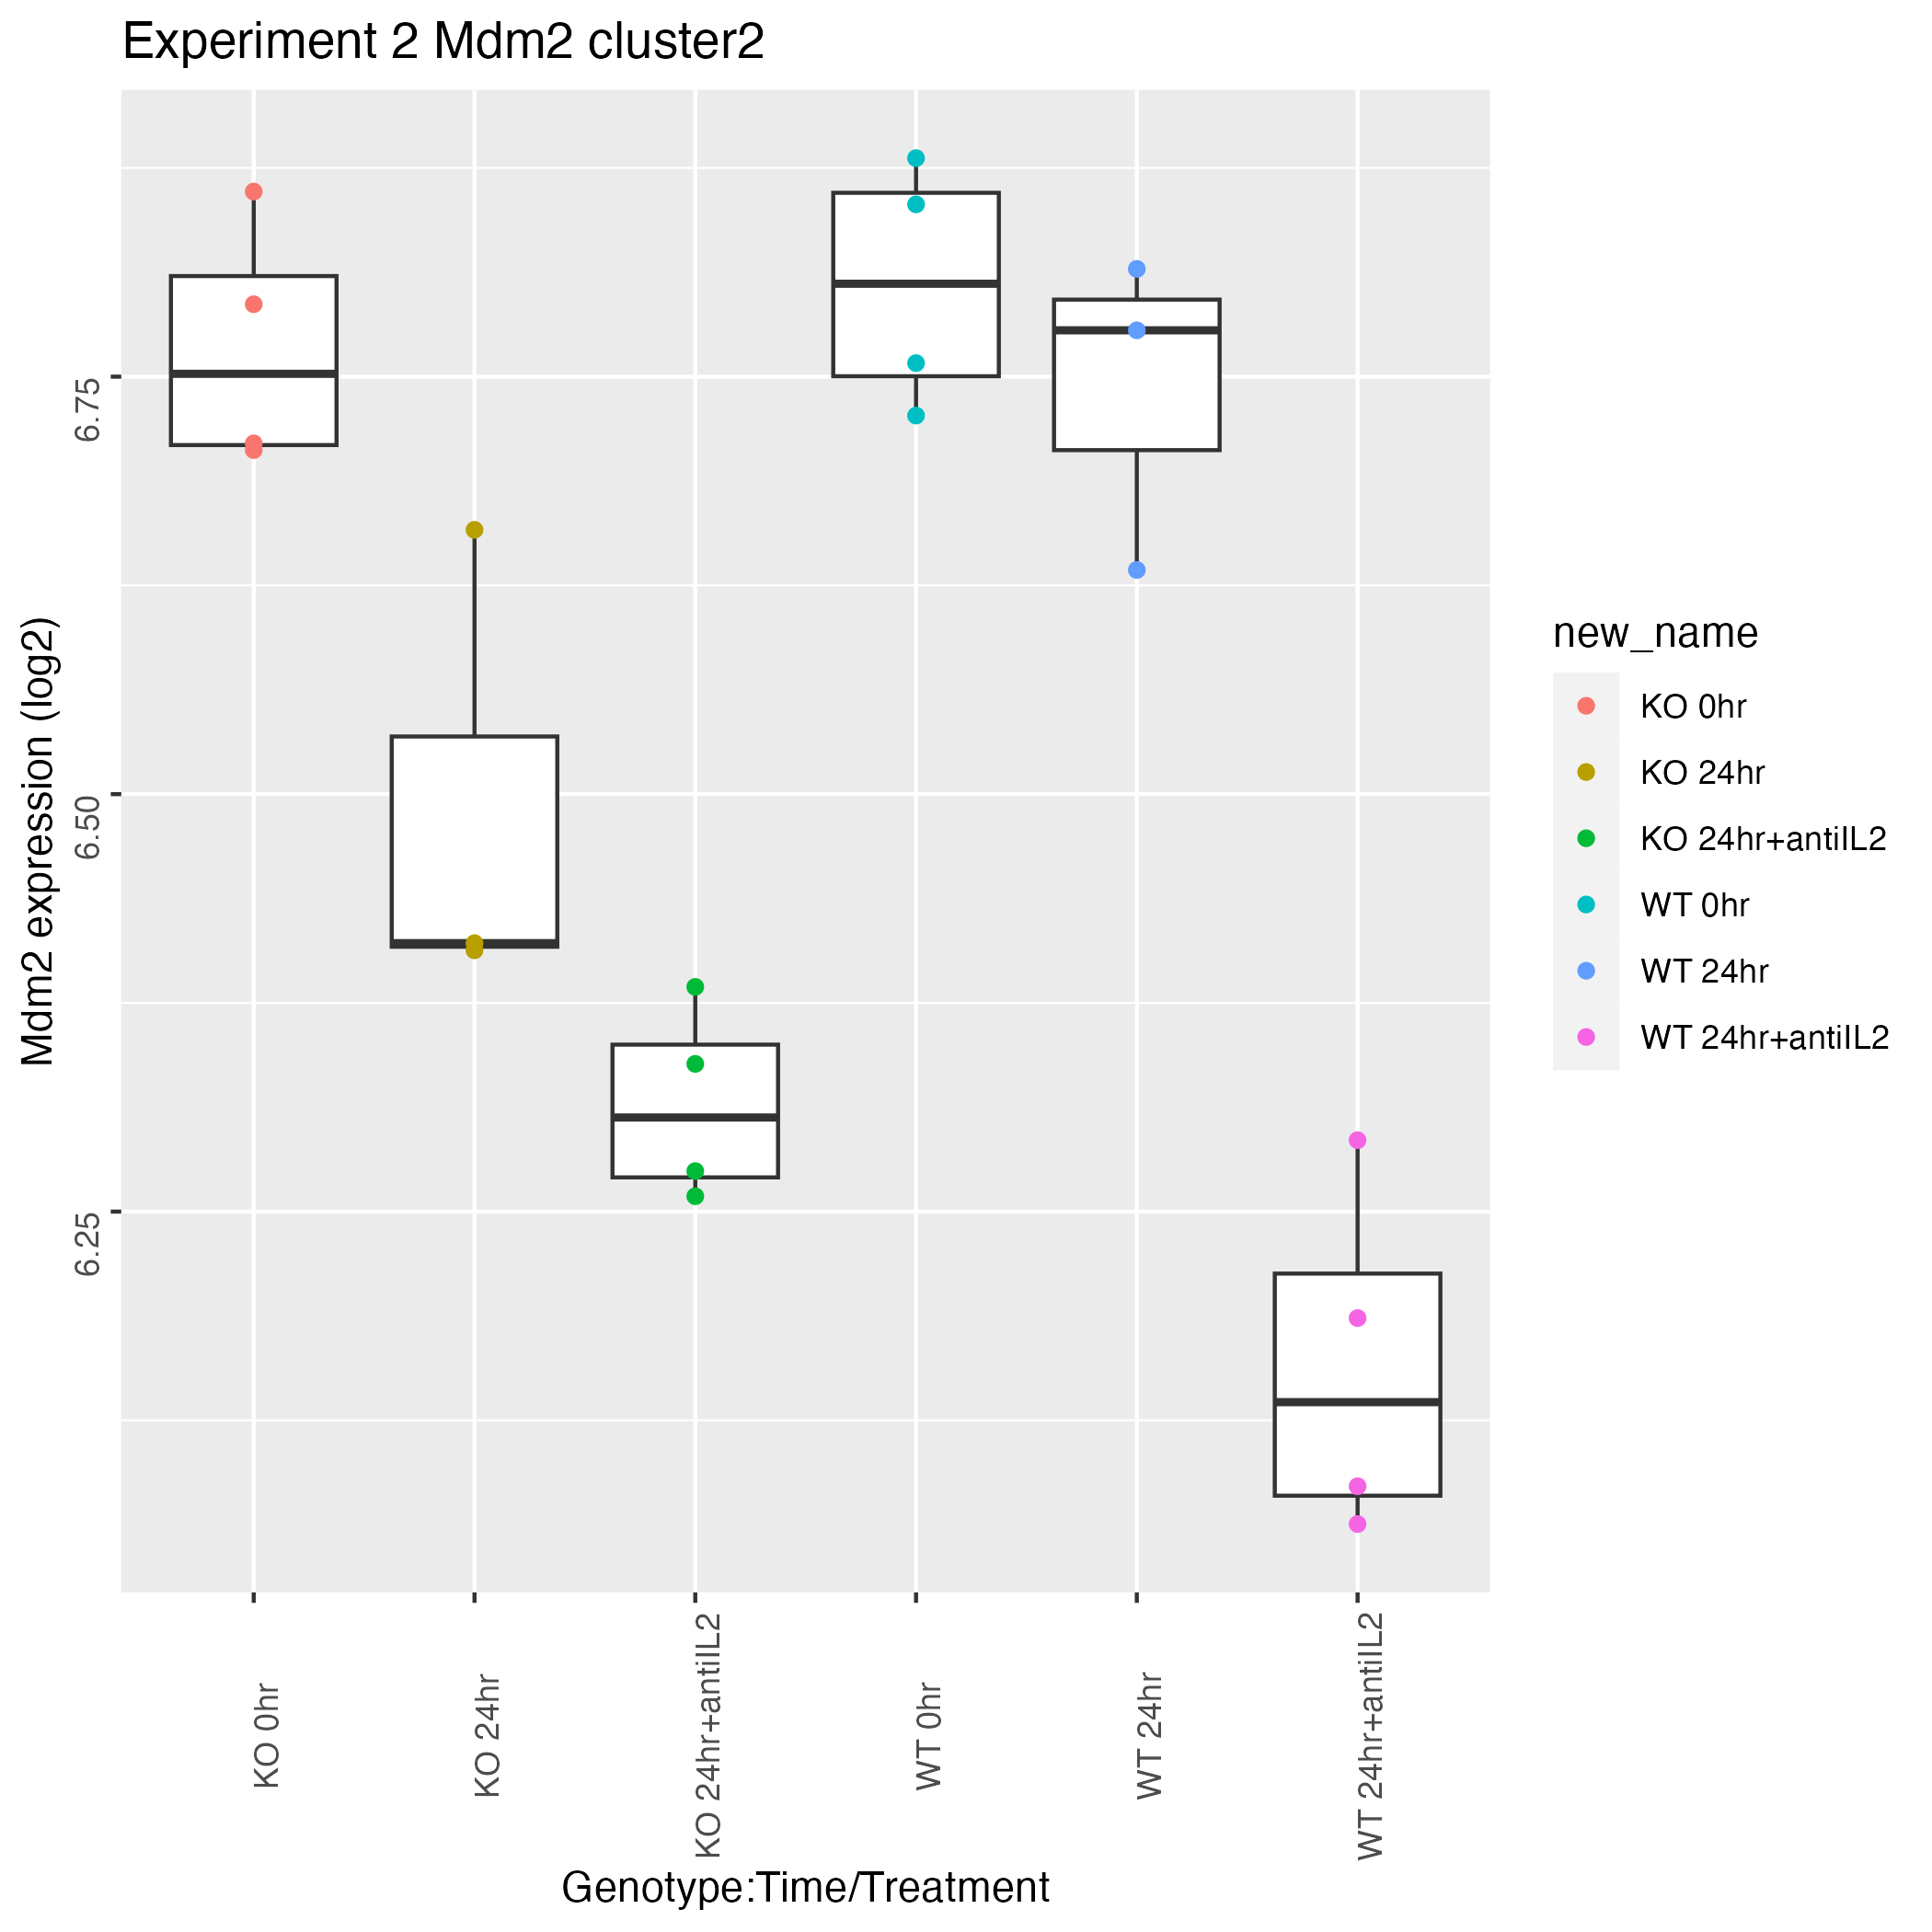 Experiment 2 Mdm2 cluster2
Mdm2 expression (log2)
6.75
6.50
6.25
KO 0hr
KO 24hr
KO 24hr+antiIL2
WT 0hr
WT 24hr
WT 24hr+antiIL2
Genotype:Time/Treatment
new_name
KO 0hr
KO 24hr
KO 24hr+antiIL2
WT 0hr
WT 24hr
WT 24hr+antiIL2